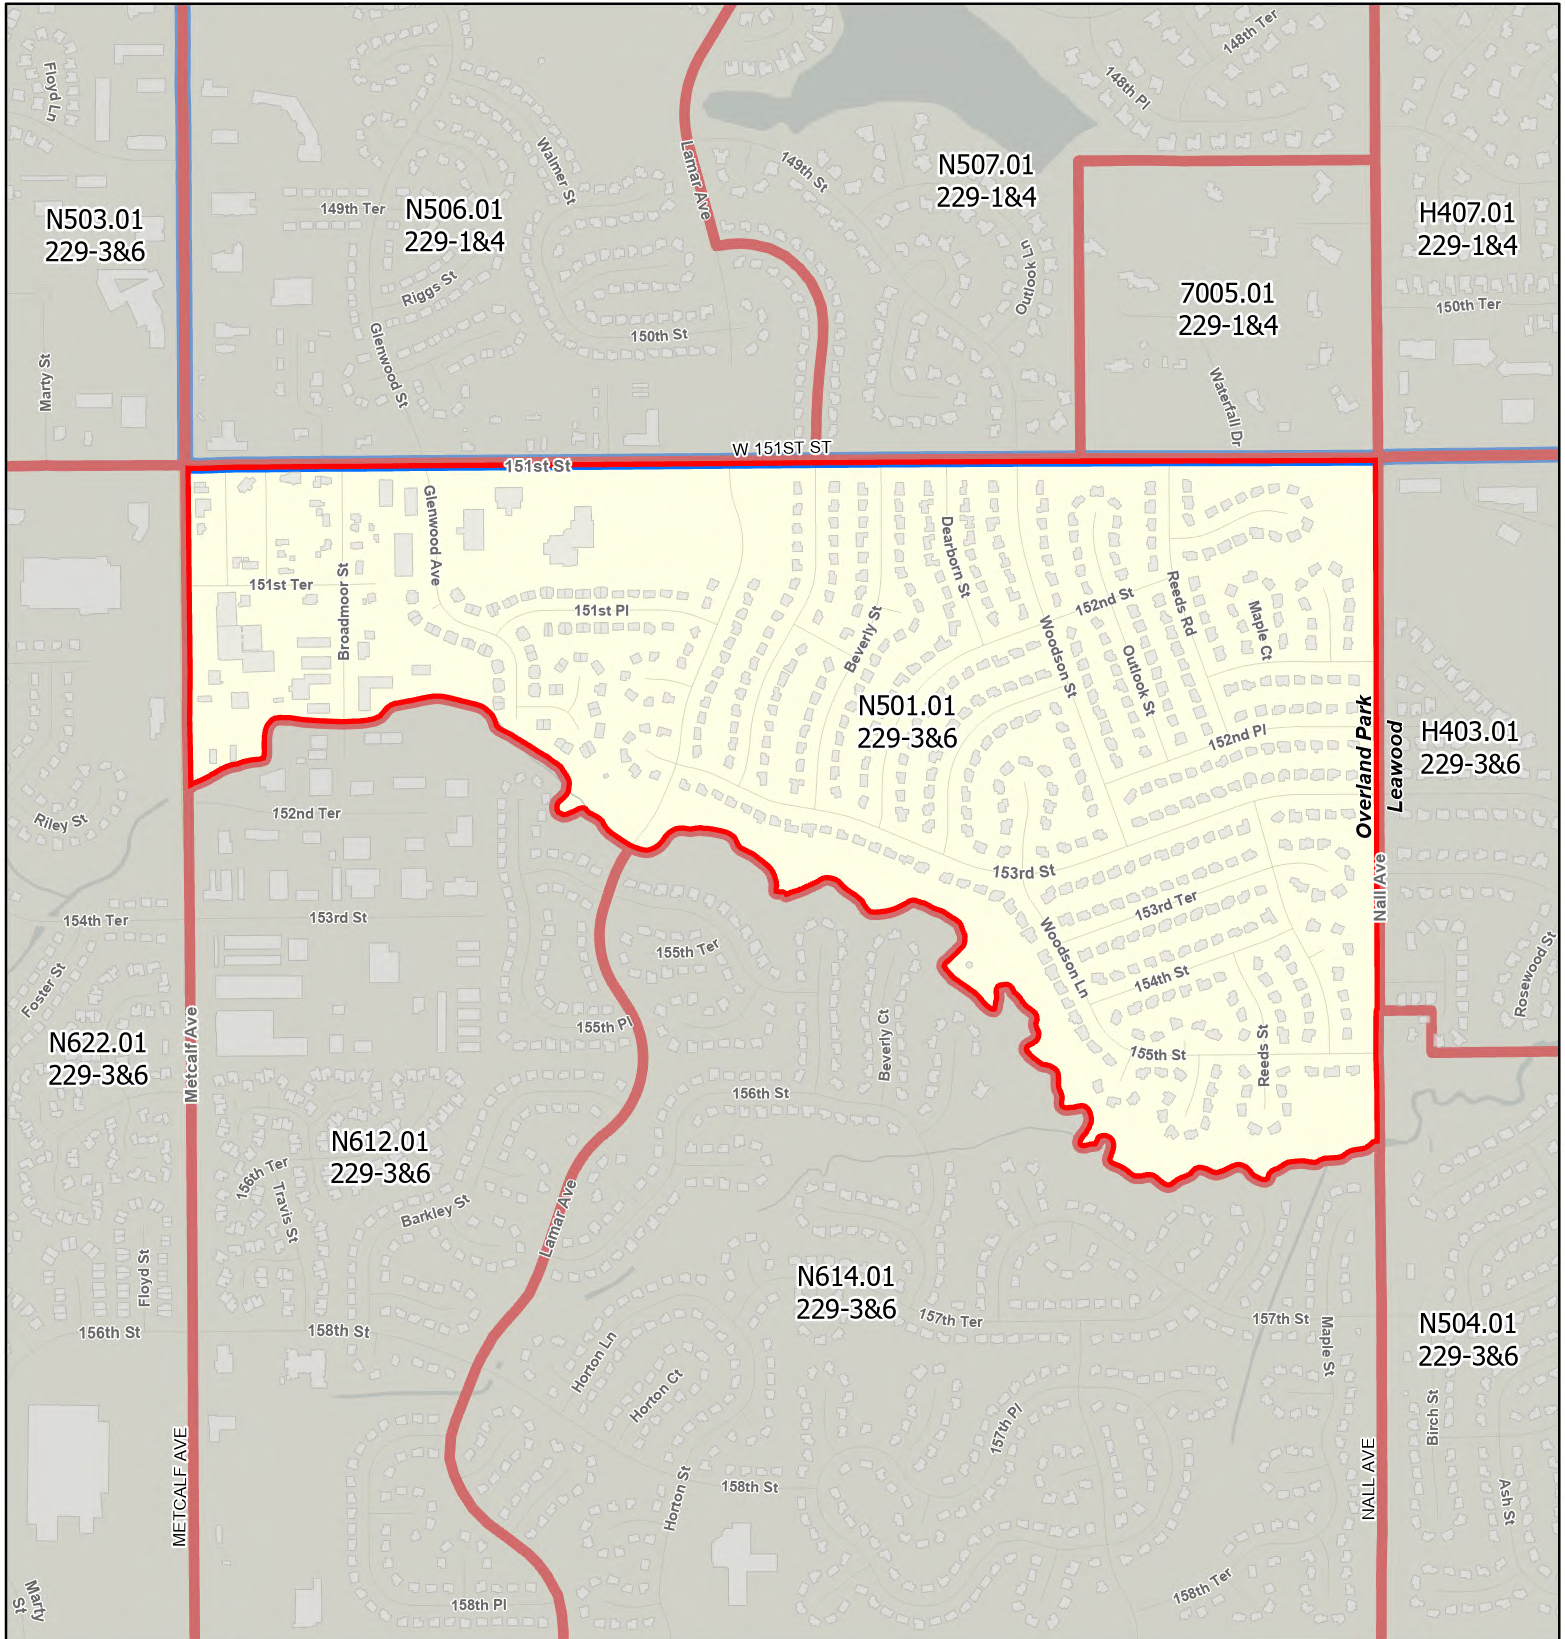 148th Ter
Floyd Ln
148th Pl
Walmer St
Lamar Ave
149th St
N507.01
229-1&4
N503.01
229-3&6
149th Ter
N506.01
229-1&4
H407.01
229-1&4
Outlook Ln
Riggs St
7005.01
229-1&4
150th Ter
150th St
Glenwood St
Marty St
Waterfall Dr
W 151ST ST
151st St
Glenwood Ave
Dearborn St
151st Ter
Broadmoor St
151st Pl
Beverly St
152nd St
Reeds Rd
Maple Ct
Woodson St
Outlook St
N501.01
229-3&6
152nd Pl
Overland Park
Leawood
H403.01
229-3&6
Riley St
152nd Ter
153rd St
Nall Ave
154th Ter
153rd St
153rd Ter
155th Ter
Woodson Ln
154th St
Foster St
Rosewood St
155th Pl
Beverly Ct
N622.01
229-3&6
Metcalf Ave
155th St
Reeds St
156th St
N612.01
229-3&6
156th Ter
Travis St
Barkley St
Lamar Ave
Floyd St
N614.01
229-3&6
156th St
158th St
157th Ter
157th St
Maple St
N504.01
229-3&6
Horton Ln
Horton Ct
157th Pl
Birch St
METCALF AVE
NALL AVE
Horton St
158th St
Ash St
158th Ter
Marty St
158th Pl